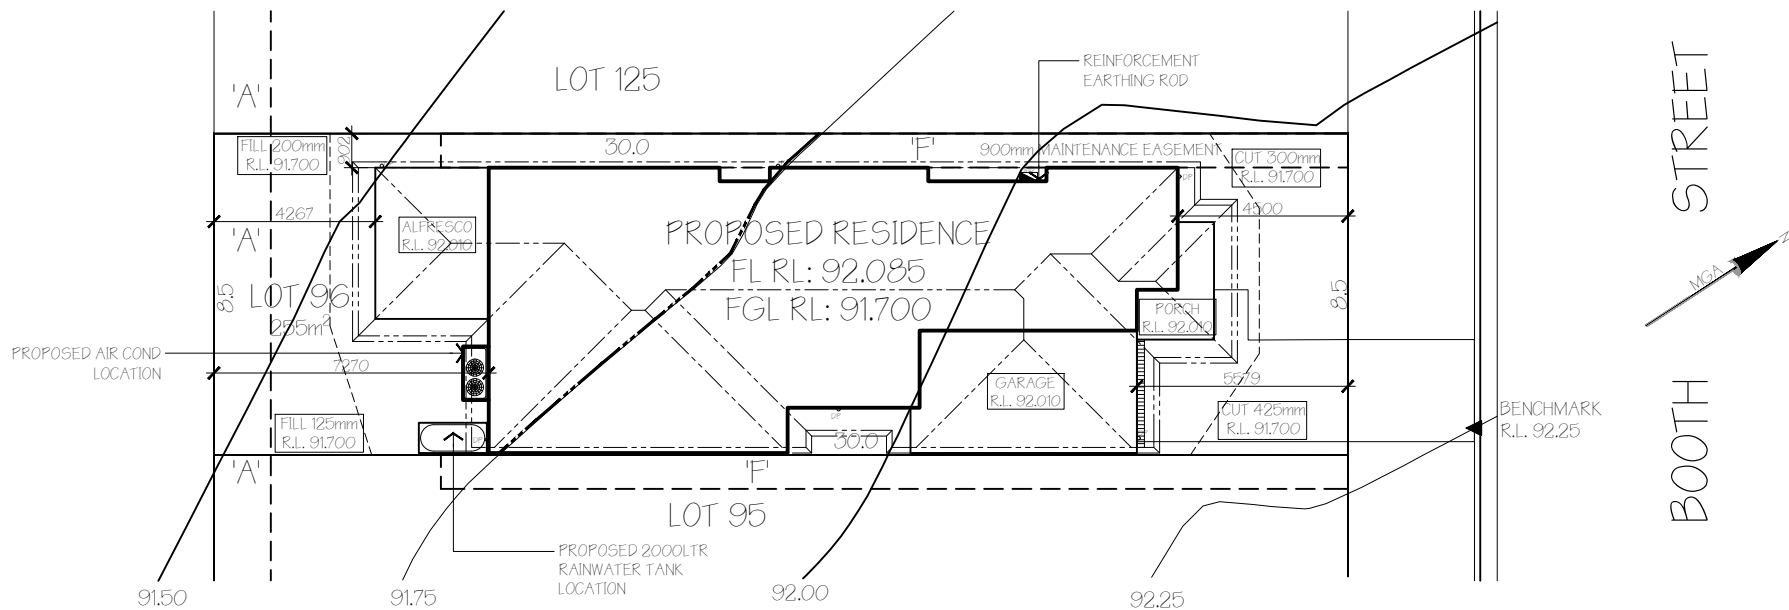 LOT 125
REINFORCEMENT
EARTHING ROD
'A'
FILL 200mm
R.L. 91.700
902
30.0
'F'
900mm MAINTENANCE EASEMENT
CUT 300mm
R.L. 91.700
DP
4267
4500
'A'
ALFRESCO
R.L. 92.010
PROPOSED RESIDENCE
FL RL: 92.085
FGL RL: 91.700
8.5
LOT 96
255m²
8.5
PORCH
R.L. 92.010
PROPOSED AIR COND
LOCATION
7270
5579
GARAGE
R.L. 92.010
FILL 125mm
R.L. 91.700
DP
DP
30.0
CUT 425mm
R.L. 91.700
BENCHMARK
R.L. 92.25
'A'
'F'
LOT 95
PROPOSED 2000LTR
RAINWATER TANK
LOCATION
91.50
91.75
92.00
92.25
BOOTH STREET
MGA
N